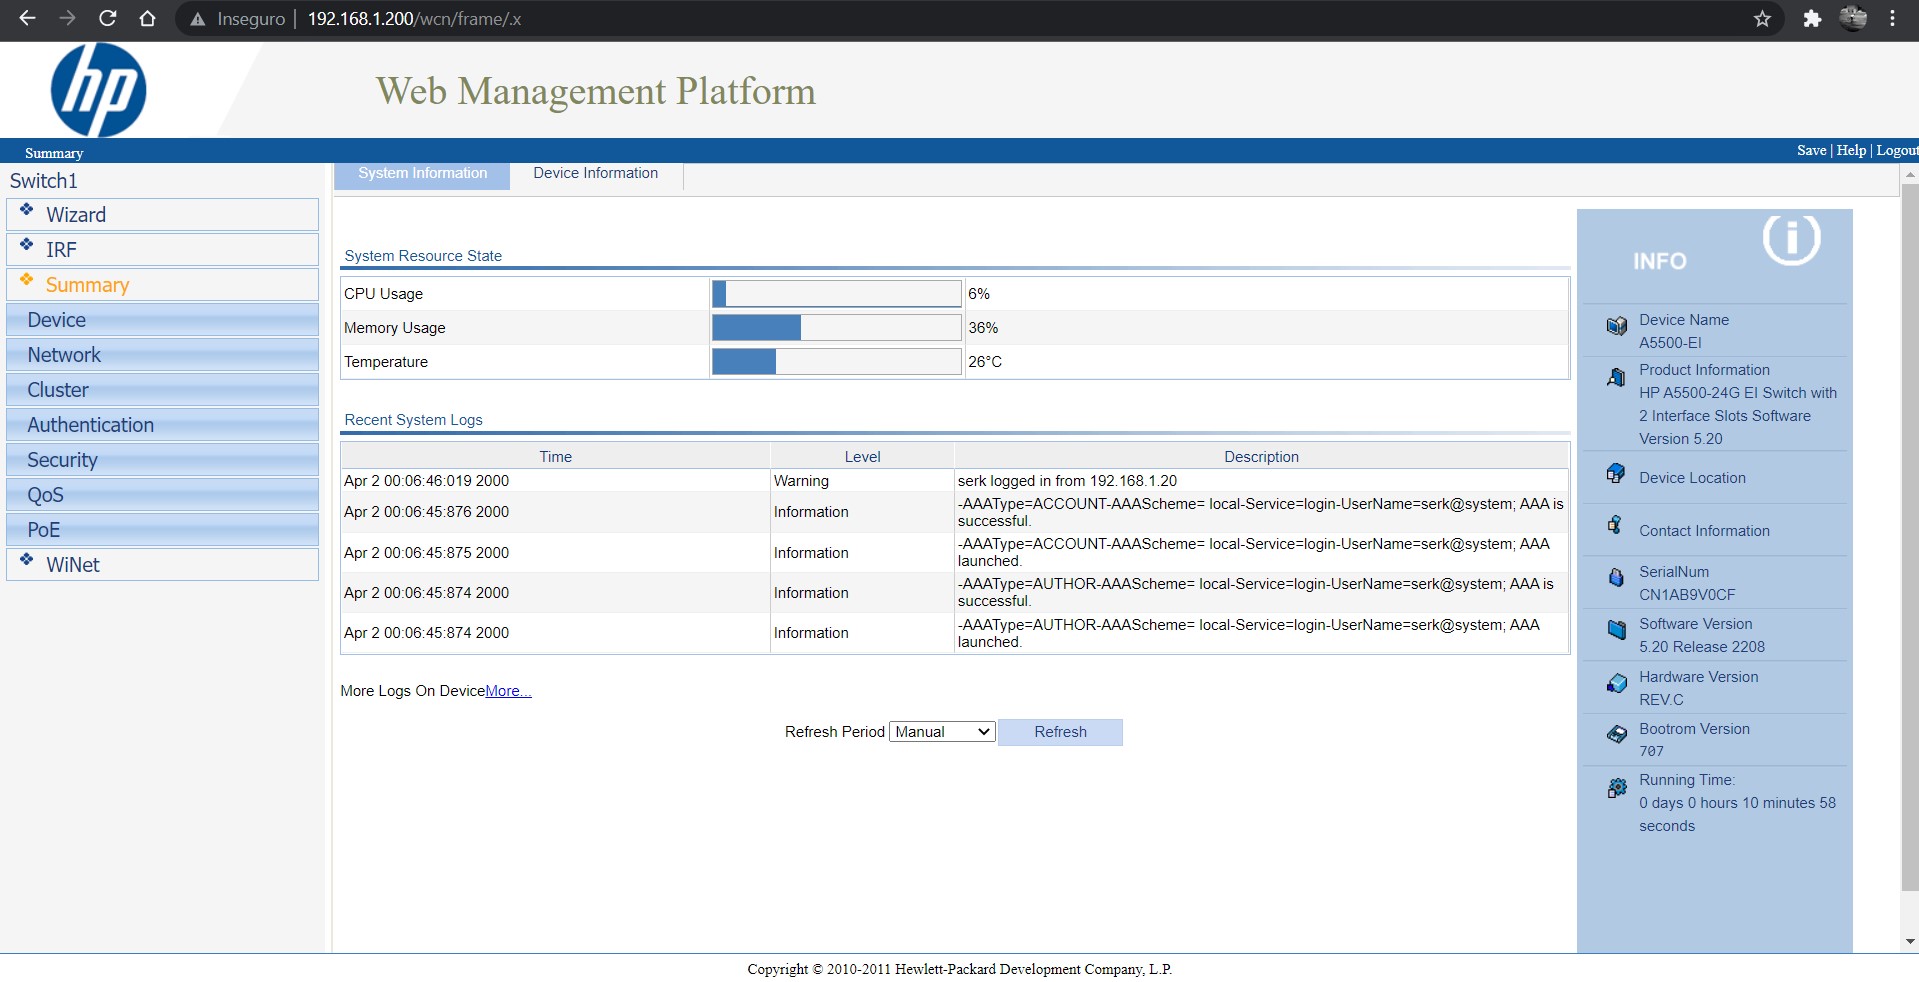 Inseguro | 192.168.1.200/wcn/frame/.x
hp
Web Management Platform
Summary
Save | Help | Logout
Switch1
Wizard
IRF
Summary
Device
Network
Cluster
Authentication
Security
QoS
PoE
WiNet
System Information
Device Information
System Resource State
CPU Usage 6%
Memory Usage 36%
Temperature 26°C
Recent System Logs
Time Level Description
Apr 2 00:06:46:019 2000 Warning serk logged in from 192.168.1.20
Apr 2 00:06:45:876 2000 Information -AAAType=ACCOUNT-AAAScheme= local-Service=login-UserName=serk@system; AAA is
successful.
Apr 2 00:06:45:875 2000 Information -AAAType=ACCOUNT-AAAScheme= local-Service=login-UserName=serk@system; AAA
launched.
Apr 2 00:06:45:874 2000 Information -AAAType=AUTHOR-AAAScheme= local-Service=login-UserName=serk@system; AAA is
successful.
Apr 2 00:06:45:874 2000 Information -AAAType=AUTHOR-AAAScheme= local-Service=login-UserName=serk@system; AAA
launched.
More Logs On DeviceMore...
Refresh Period Manual Refresh
INFO
Device Name
A5500-EI
Product Information
HP A5500-24G EI Switch with
2 Interface Slots Software
Version 5.20
Device Location
Contact Information
SerialNum
CN1AB9V0CF
Software Version
5.20 Release 2208
Hardware Version
REV.C
Bootrom Version
707
Running Time:
0 days 0 hours 10 minutes 58
seconds
Copyright © 2010-2011 Hewlett-Packard Development Company, L.P.